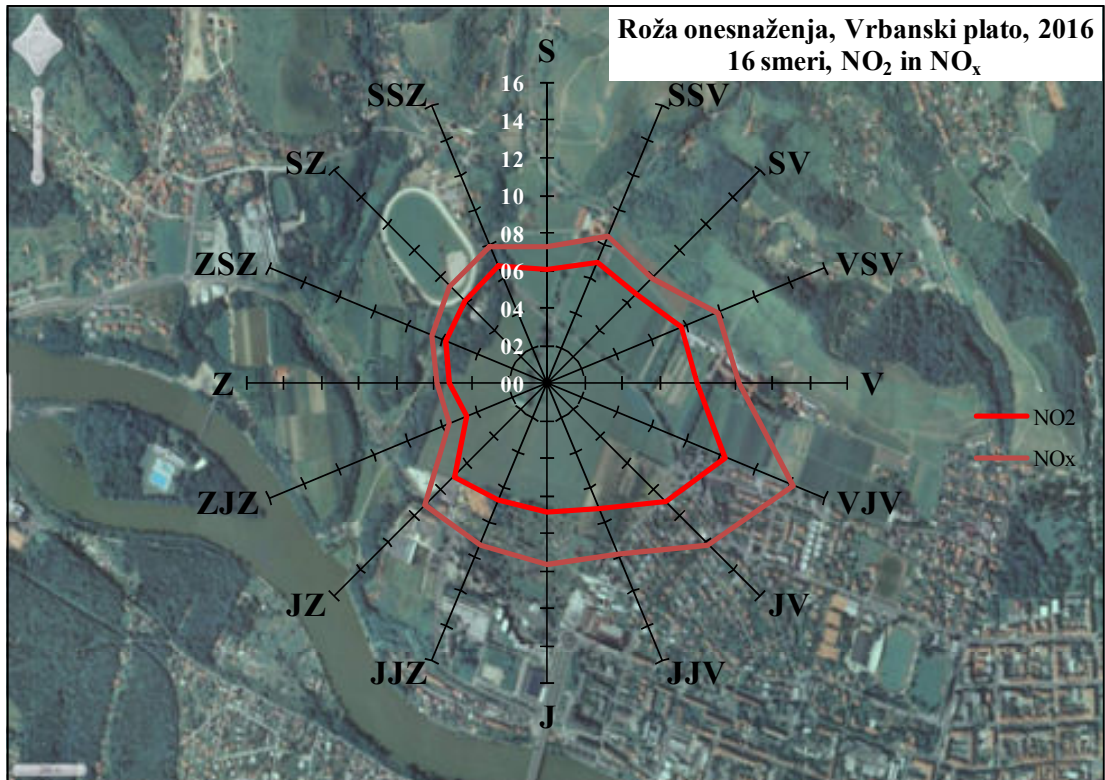 Roža onesnaženja, Vrbanski plato, 2016
16 smeri, NO₂ in NOₓ
S
SSV
SV
VSV
V
VJV
JV
JJV
J
JJZ
JZ
ZJZ
Z
ZSZ
SZ
SSZ
16
14
12
10
08
06
04
02
00
NO2
NOx